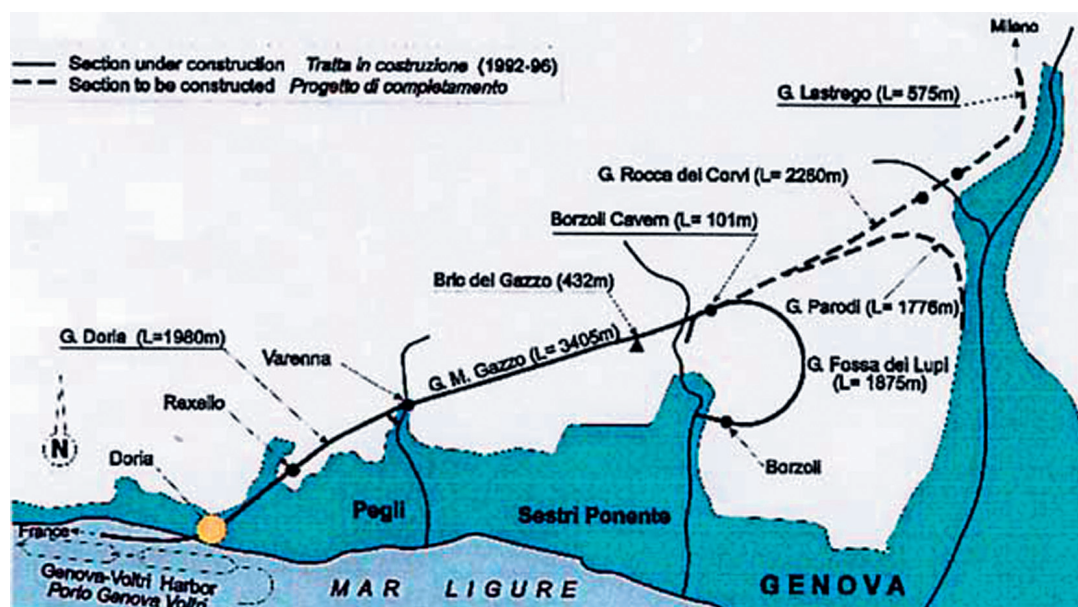 Milano
Section under construction Tratta in costruzione (1992-96)
Section to be constructed Progetto di completamento
G. Lastrego (L= 575m)
G. Rocca dei Corvi (L= 2260m)
Borzoli Cavern (L= 101m)
Bric del Gazzo (432m)
G. Parodi (L= 1776m)
G. Doria (L=1980m)
Varenna
G. M. Gazzo (L= 3405m)
G. Fossa dei Lupi
(L= 1875m)
Rexello
N
Doria
Borzoli
Pegli
Sestri Ponente
France
Genova-Voltri Harbor
Porto Genova Voltri
MAR LIGURE
GENOVA